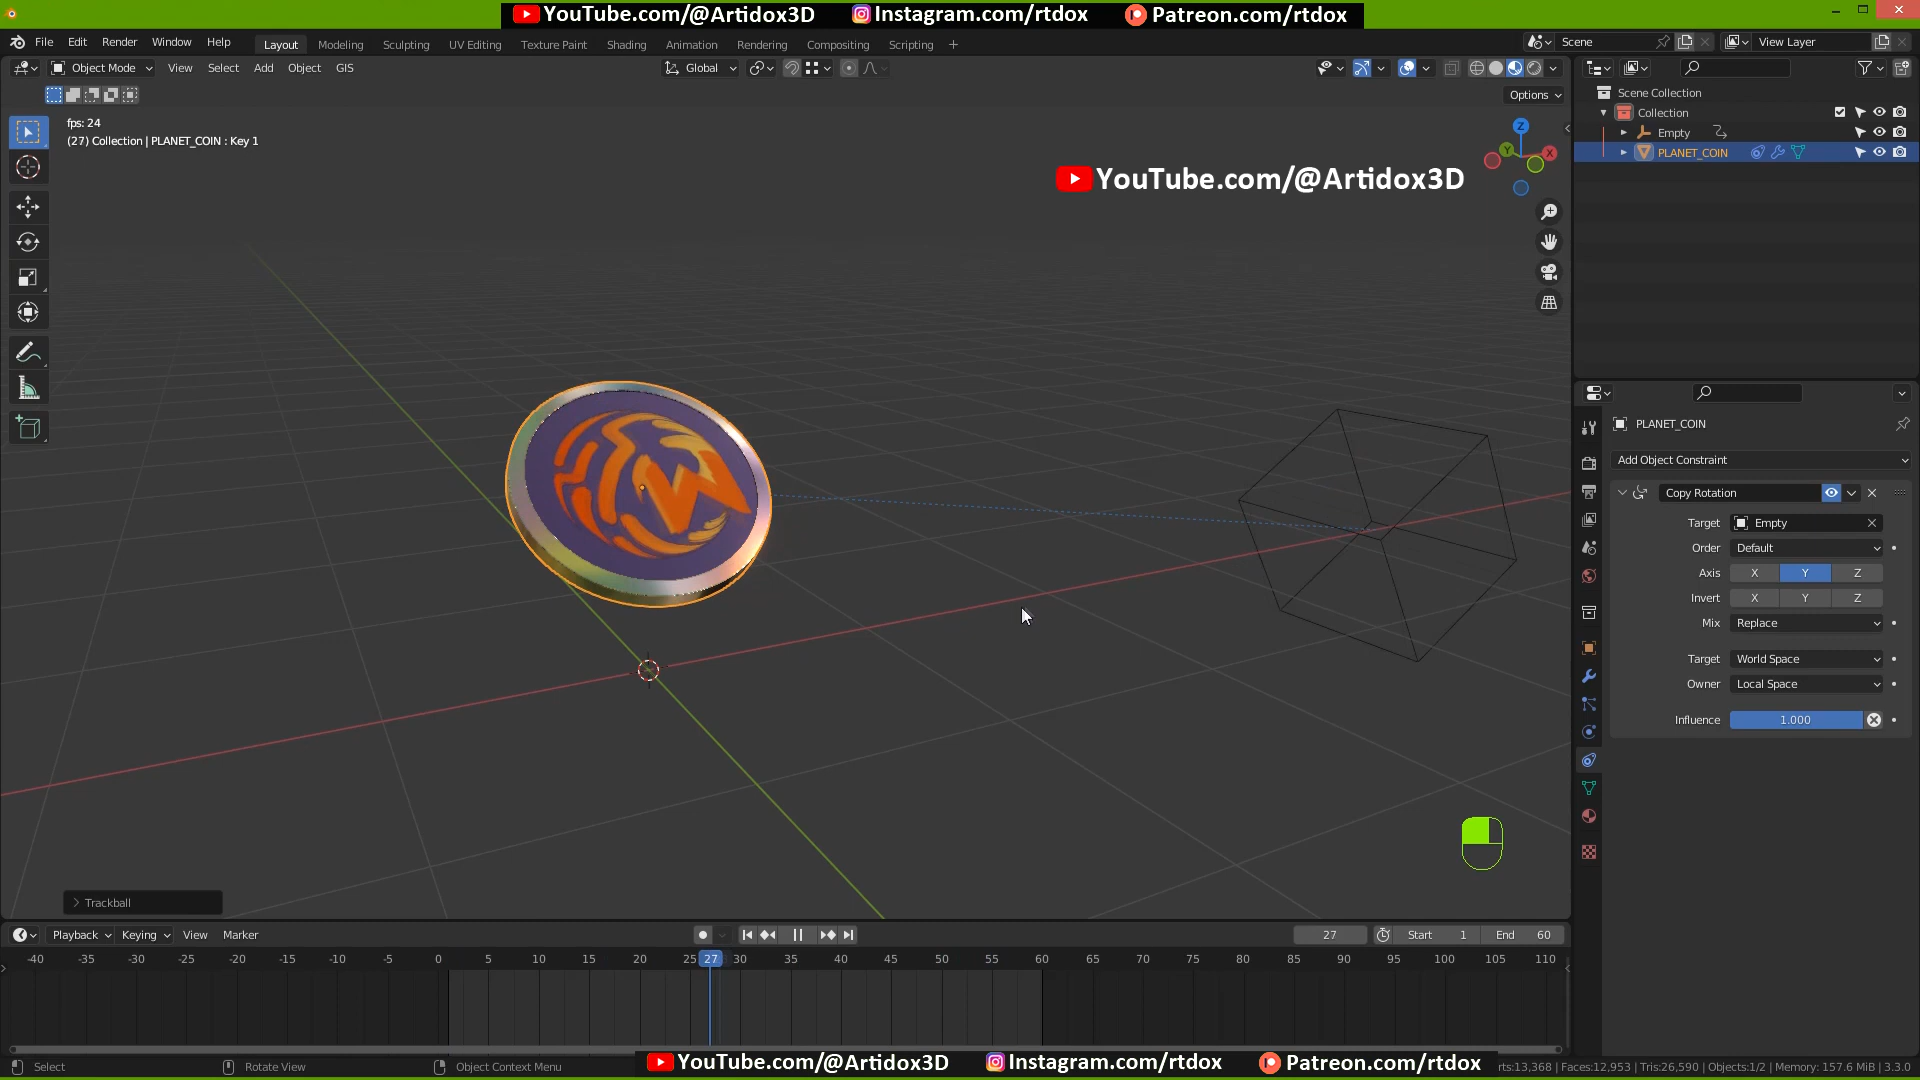 YouTube.com/@Artidox3D Instagram.com/rtdox Patreon.com/rtdox
File Edit Render Window Help Layout Modeling Sculpting UV Editing Texture Paint Shading Animation Rendering Compositing Scripting + Scene View Layer
Object Mode View Select Add Object GIS Global
Options
Scene Collection
Collection
Empty
PLANET_COIN
fps: 24
(27) Collection | PLANET_COIN : Key 1
Z
Y
X
YouTube.com/@Artidox3D
W
PLANET_COIN
Add Object Constraint
Copy Rotation
Target Empty
Order Default
Axis X Y Z
Invert X Y Z
Mix Replace
Target World Space
Owner Local Space
Influence 1.000
Trackball
Playback Keying View Marker 27 Start 1 End 60
-40 -35 -30 -25 -20 -15 -10 -5 0 5 10 15 20 25 27 30 35 40 45 50 55 60 65 70 75 80 85 90 95 100 105 110
Select Rotate View Object Context Menu
YouTube.com/@Artidox3D Instagram.com/rtdox Patreon.com/rtdox
rts:13,368 | Faces:12,953 | Tris:26,590 | Objects:1/2 | Memory: 157.6 MiB | 3.3.0